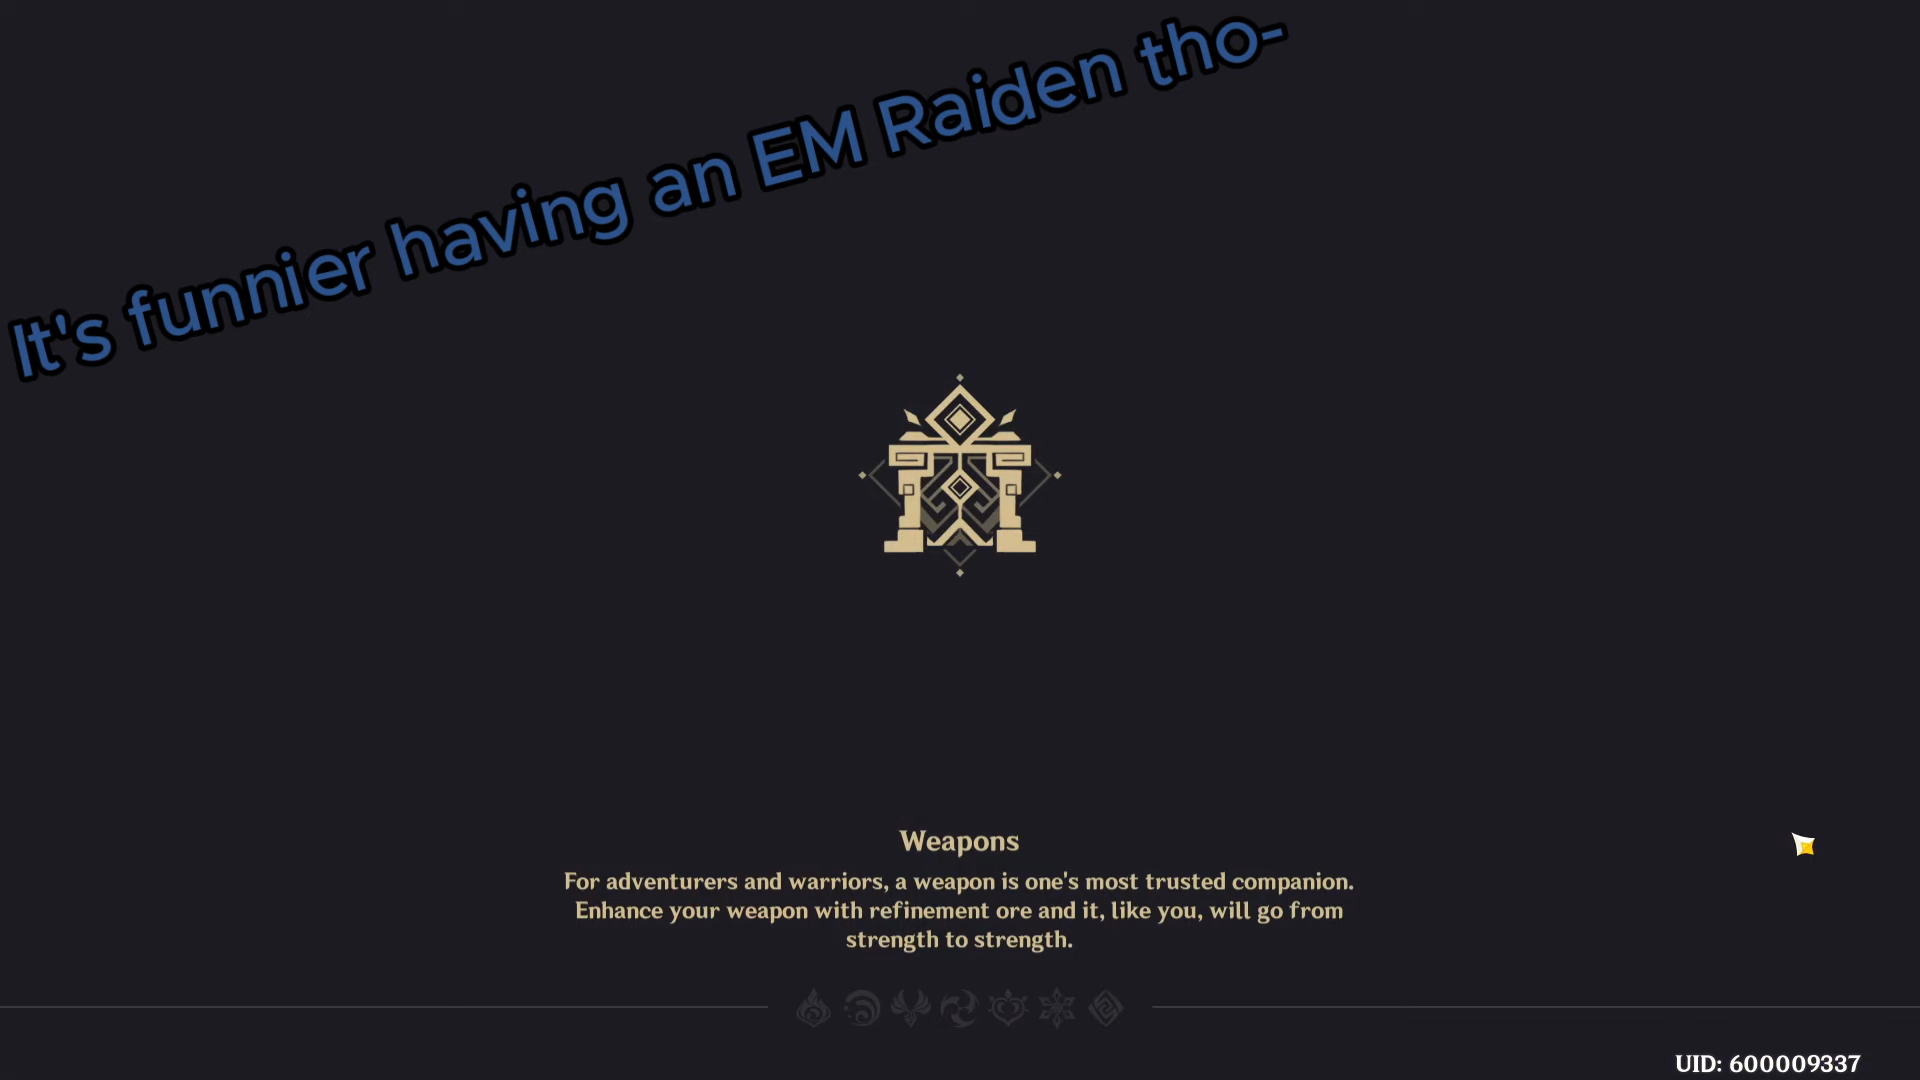 It's funnier having an EM Raiden tho-
Weapons
For adventurers and warriors, a weapon is one's most trusted companion.
Enhance your weapon with refinement ore and it, like you, will go from
strength to strength.
UID: 600009337